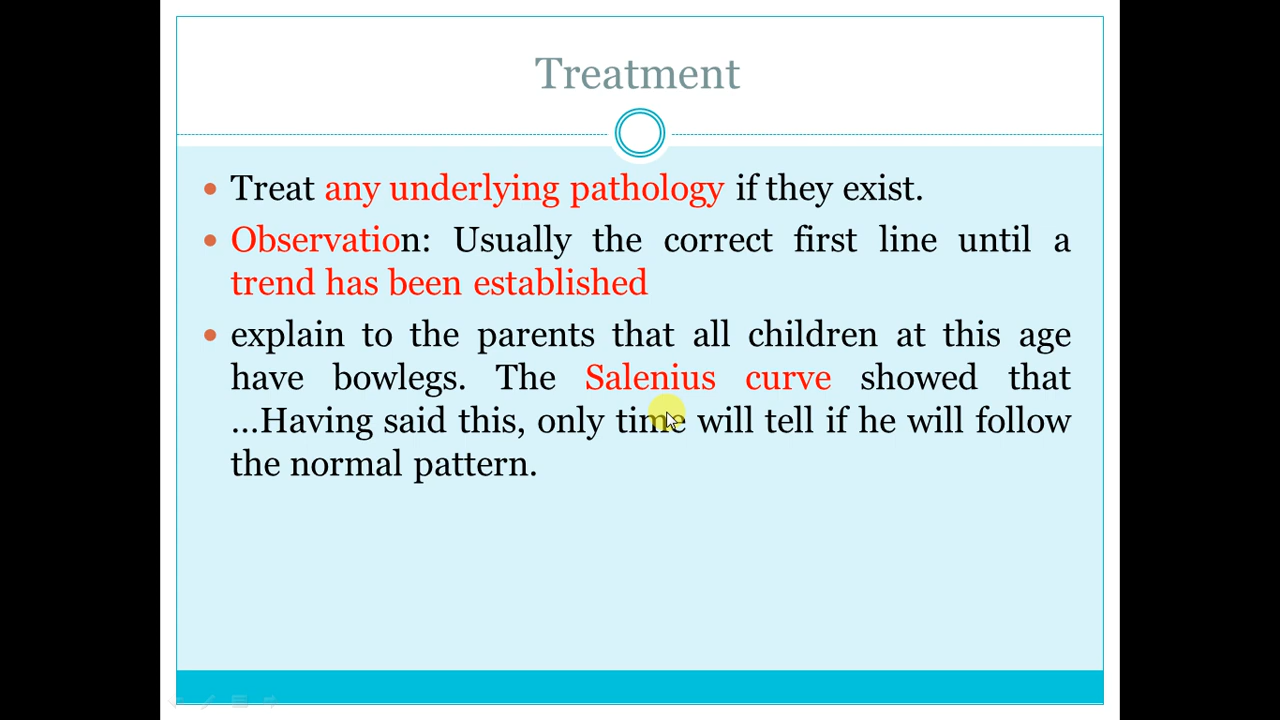 Treatment
Treat any underlying pathology if they exist.
Observation: Usually the correct first line until a
trend has been established
explain to the parents that all children at this age
have bowlegs. The Salenius curve showed that
...Having said this, only time will tell if he will follow
the normal pattern.